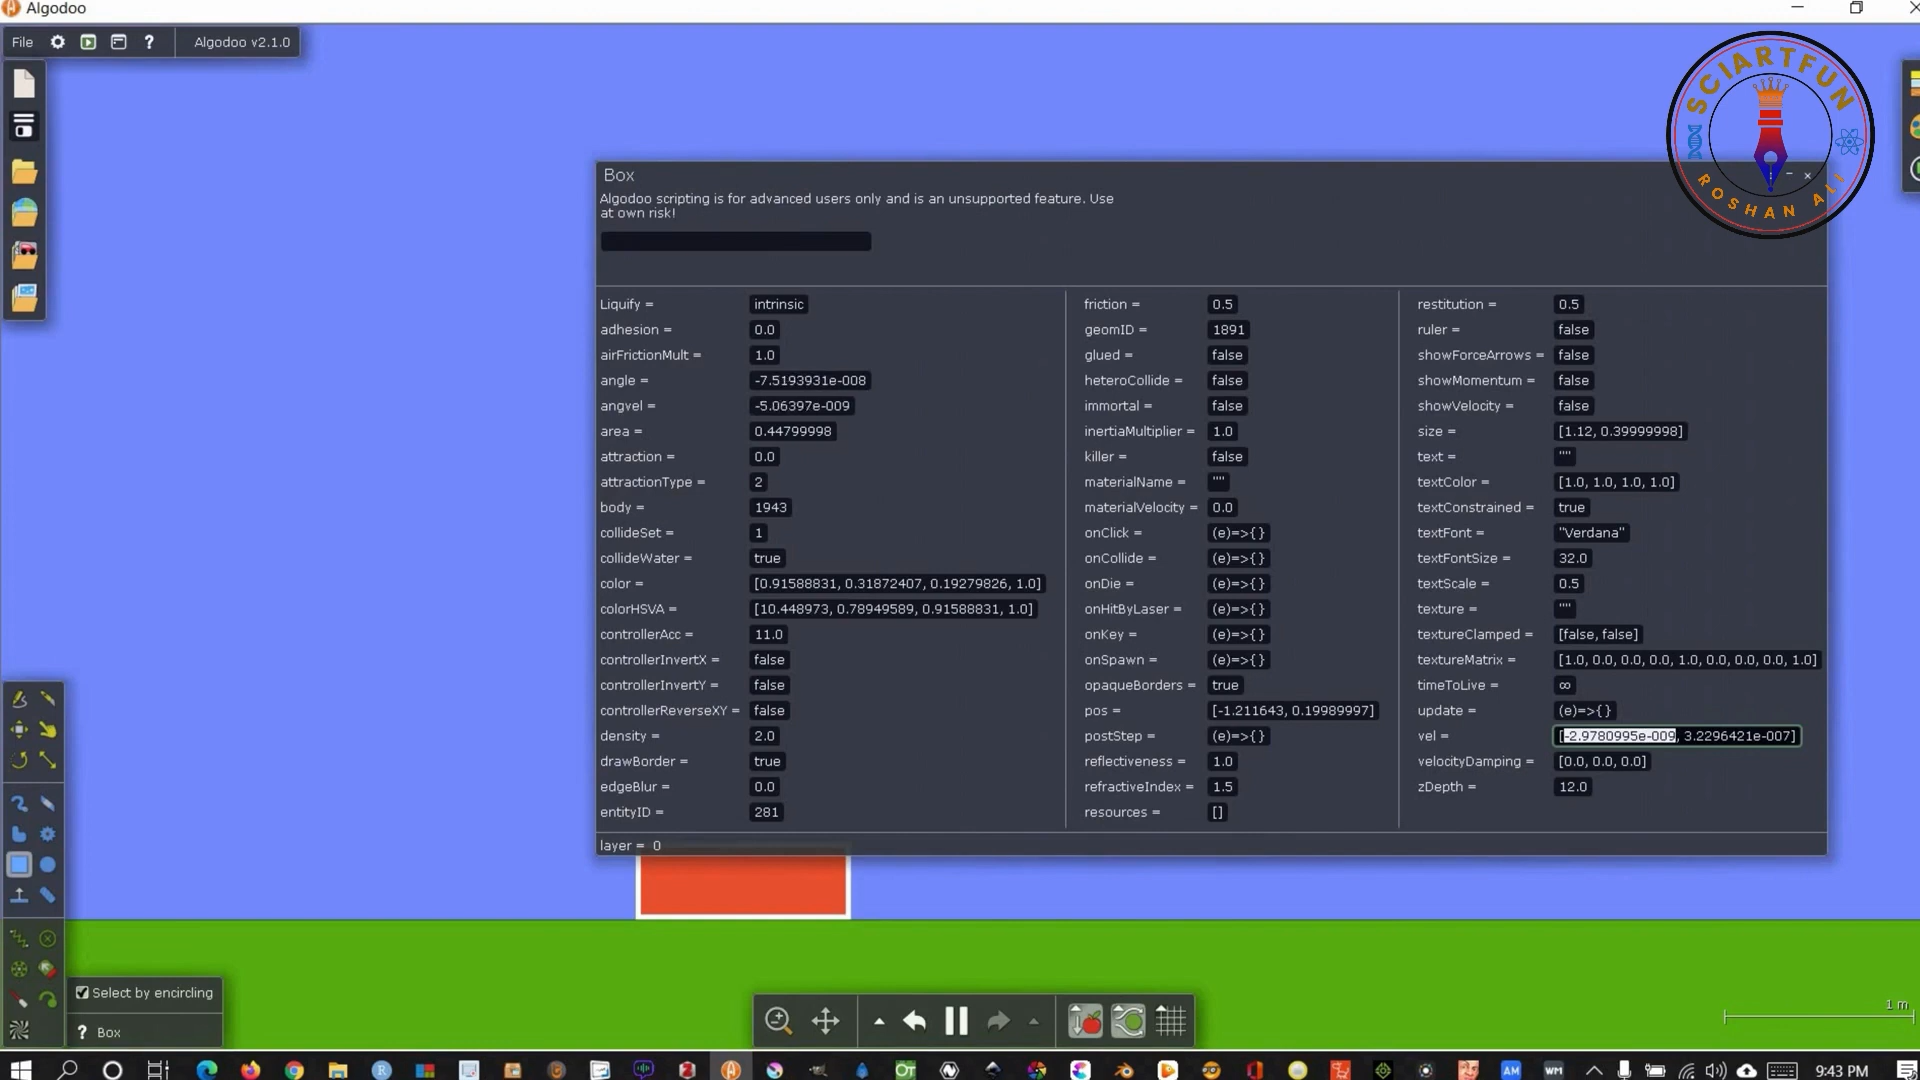 Algodoo
File ? Algodoo v2.1.0
SCIARTFUN
ROSHAN Ali
Box
Algodoo scripting is for advanced users only and is an unsupported feature. Use
at own risk!
Liquify = intrinsic
adhesion = 0.0
airFrictionMult = 1.0
angle = -7.5193931e-008
angvel = -5.06397e-009
area = 0.44799998
attraction = 0.0
attractionType = 2
body = 1943
collideSet = 1
collideWater = true
color = [0.91588831, 0.31872407, 0.19279826, 1.0]
colorHSVA = [10.448973, 0.78949589, 0.91588831, 1.0]
controllerAcc = 11.0
controllerInvertX = false
controllerInvertY = false
controllerReverseXY = false
density = 2.0
drawBorder = true
edgeBlur = 0.0
entityID = 281
friction = 0.5
geomID = 1891
glued = false
heteroCollide = false
immortal = false
inertiaMultiplier = 1.0
killer = false
materialName = ""
materialVelocity = 0.0
onClick = (e)=>{}
onCollide = (e)=>{}
onDie = (e)=>{}
onHitByLaser = (e)=>{}
onKey = (e)=>{}
onSpawn = (e)=>{}
opaqueBorders = true
pos = [-1.211643, 0.19989997]
postStep = (e)=>{}
reflectiveness = 1.0
refractiveIndex = 1.5
resources = []
restitution = 0.5
ruler = false
showForceArrows = false
showMomentum = false
showVelocity = false
size = [1.12, 0.39999998]
text = ""
textColor = [1.0, 1.0, 1.0, 1.0]
textConstrained = true
textFont = "Verdana"
textFontSize = 32.0
textScale = 0.5
texture = ""
textureClamped = [false, false]
textureMatrix = [1.0, 0.0, 0.0, 0.0, 1.0, 0.0, 0.0, 0.0, 1.0]
timeToLive = ∞
update = (e)=>{}
vel = [-2.9780995e-009, 3.2296421e-007]
velocityDamping = [0.0, 0.0, 0.0]
zDepth = 12.0
layer = 0
Select by encircling
? Box
1 m
R OT AM WM 9:43 PM